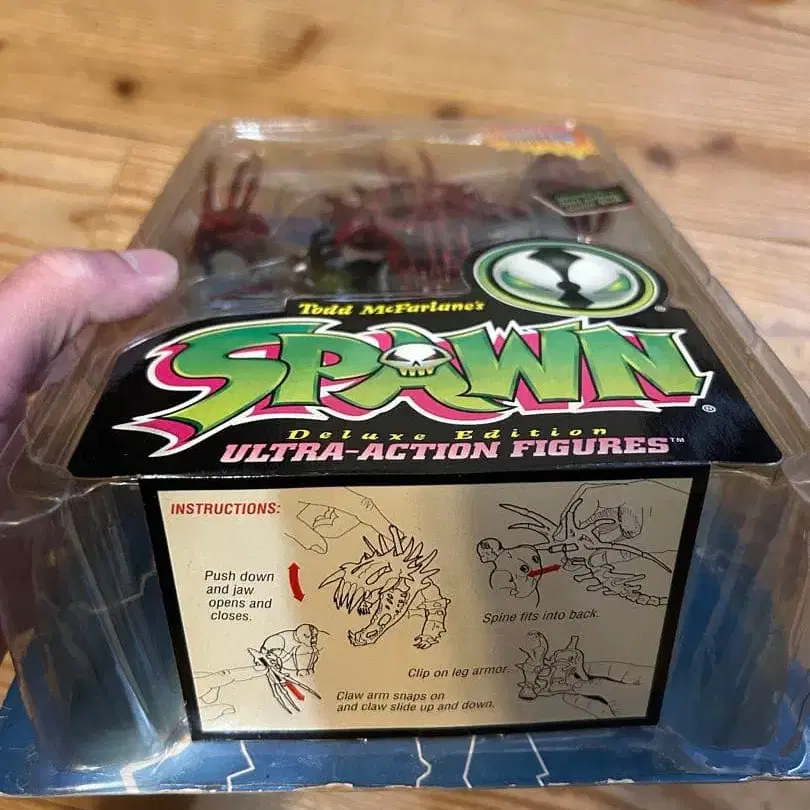 Todd McFarlane's
SPAWN
®
®
Deluxe Edition
ULTRA-ACTION FIGURES™
INSTRUCTIONS:
Push down
and jaw
opens and
closes.
Spine fits into back.
Claw arm snaps on
and claw slide up and down.
Clip on leg armor.